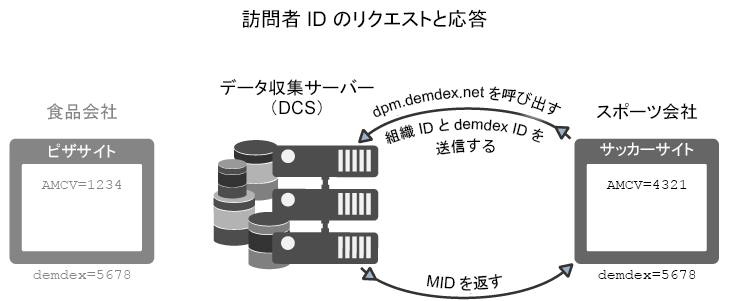 訪問者 ID のリクエストと応答
食品会社
ピザサイト
AMCV=1234
demdex=5678
データ収集サーバー
（DCS）
dpm.demdex.net を呼び出す
組織 ID と demdex ID を
送信する
MID を返す
スポーツ会社
サッカーサイト
AMCV=4321
demdex=5678